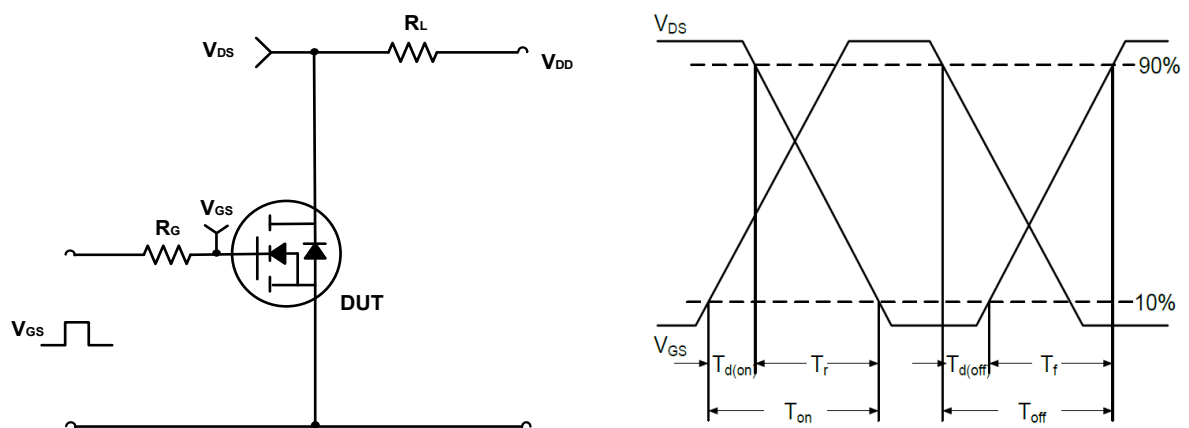 RL
VDS
VDD
VGS
RG
DUT
VGS
VDS
90%
10%
VGS
Td(on)
Tr
Td(off)
Tf
Ton
Toff